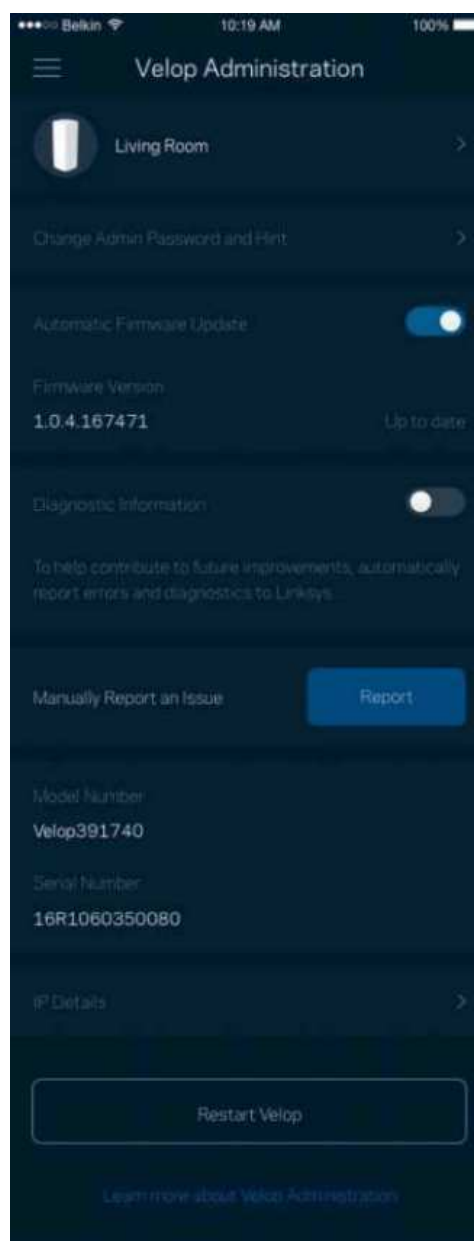 Belkin 10:19 AM 100%
Velop Administration
Living Room
Change Admin Password and Hint
Automatic Firmware Update
Firmware Version
1.0.4.167471 Up to date
Diagnostic Information
To help contribute to future improvements, automatically
report errors and diagnostics to Linksys.
Manually Report an Issue Report
Model Number
Velop391740
Serial Number
16R1060350080
IP Details
Restart Velop
Learn more about Velop Administration